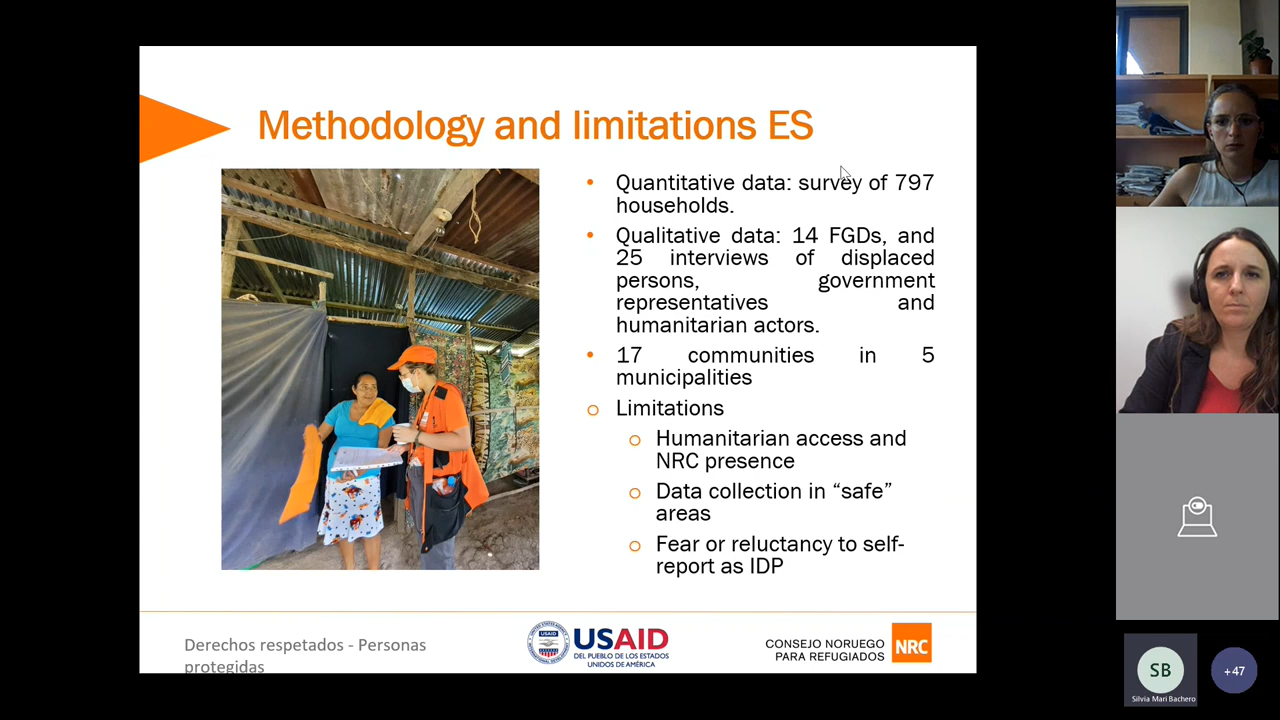 Methodology and limitations ES
• Quantitative data: survey of 797
households.
• Qualitative data: 14 FGDs, and
25 interviews of displaced
persons, government
representatives and
humanitarian actors.
• 17 communities in 5
municipalities
o Limitations
o Humanitarian access and
NRC presence
o Data collection in “safe”
areas
o Fear or reluctancy to self-
report as IDP
Derechos respetados - Personas
protegidas
USAID
USAID
DEL PUEBLO DE LOS ESTADOS
UNIDOS DE AMÉRICA
CONSEJO NORUEGO
PARA REFUGIADOS
NRC
SB
Silvia Mari Bachero
+47